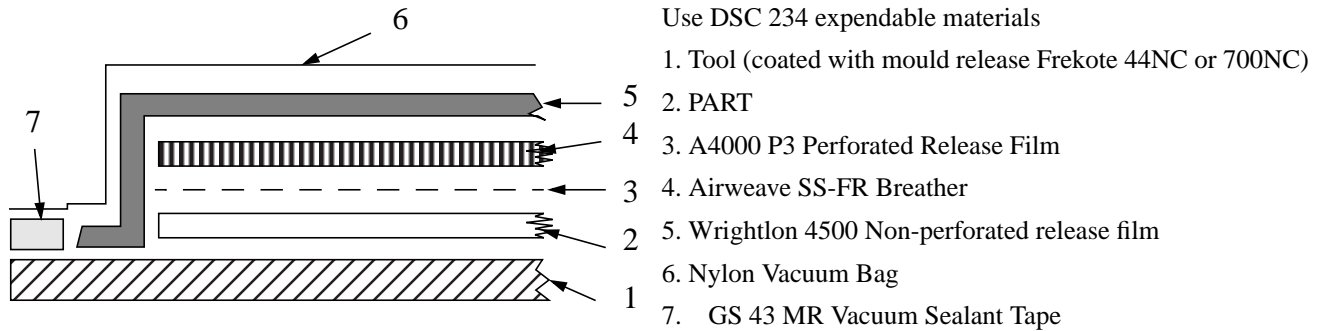 6
7
5
4
3
2
1
Use DSC 234 expendable materials
1. Tool (coated with mould release Frekote 44NC or 700NC)
2. PART
3. A4000 P3 Perforated Release Film
4. Airweave SS-FR Breather
5. Wrightlon 4500 Non-perforated release film
6. Nylon Vacuum Bag
7. GS 43 MR Vacuum Sealant Tape